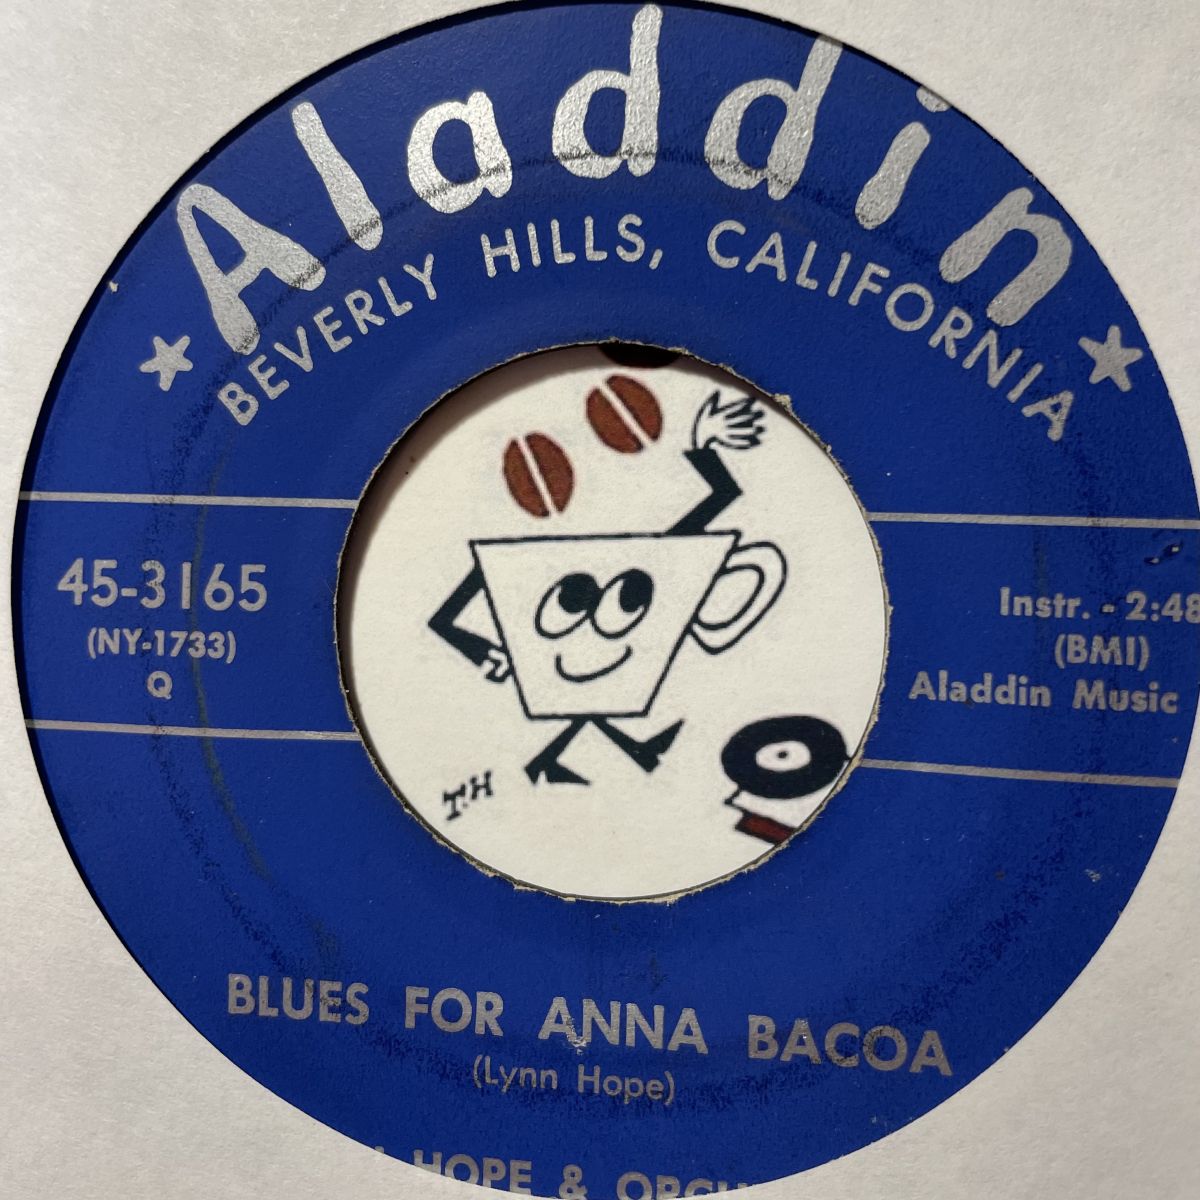 Aladdin
BEVERLY HILLS, CALIFORNIA
45-3165
(NY-1733)
Q
Instr. - 2:48
(BMI)
Aladdin Music
T.H
BLUES FOR ANNA BACOA
(Lynn Hope)
HOPE &